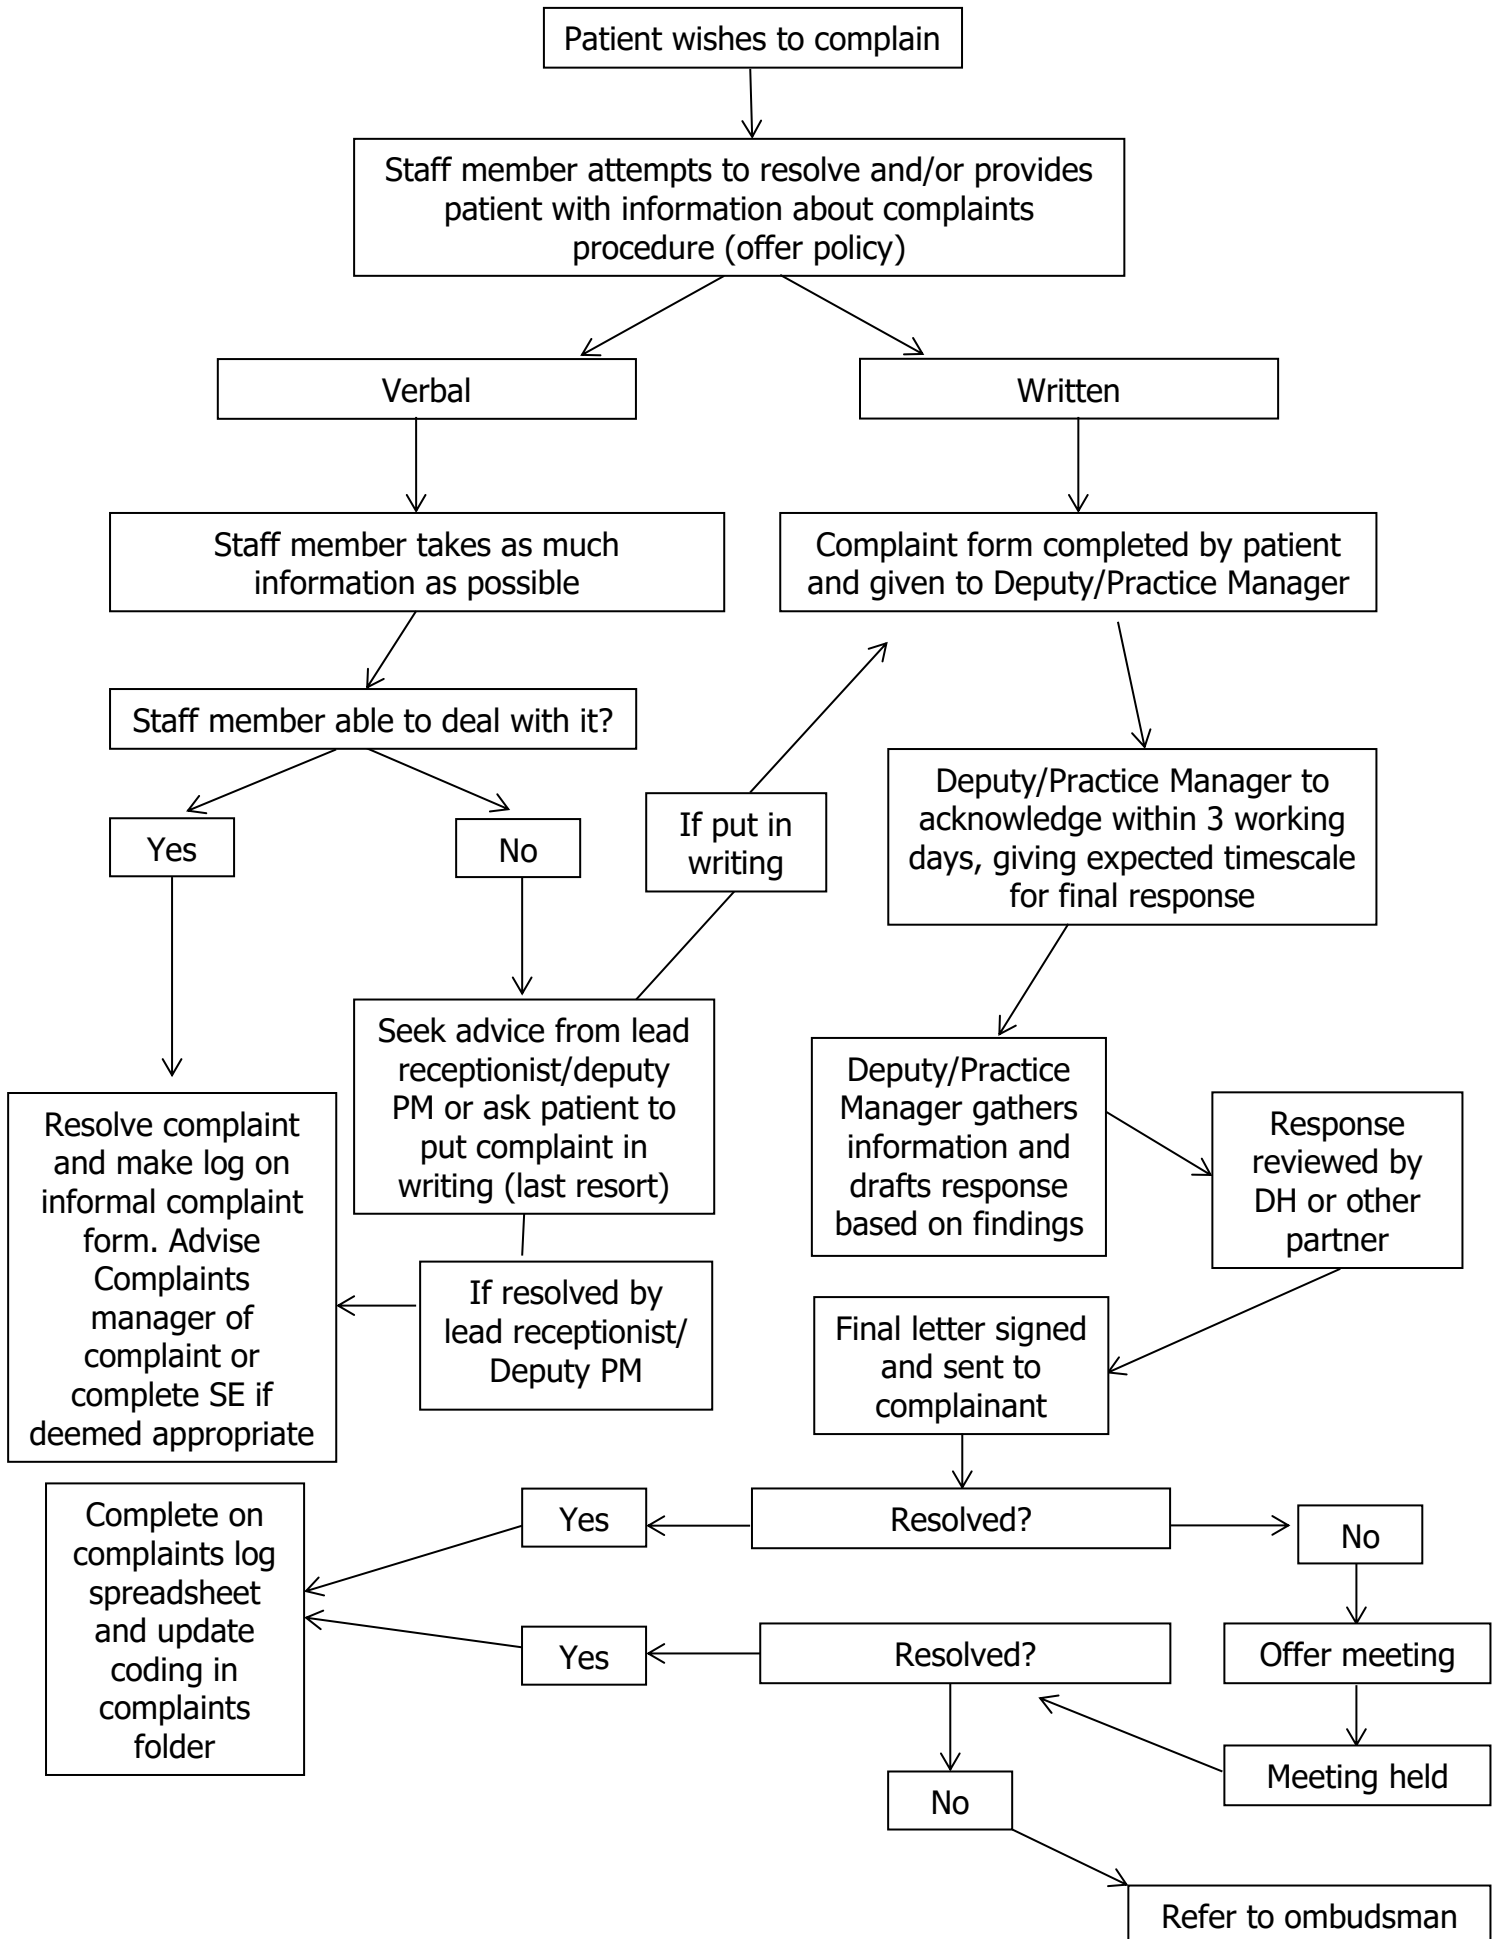 Patient wishes to complain
Staff member attempts to resolve and/or provides
patient with information about complaints
procedure (offer policy)
Verbal
Written
Staff member takes as much
information as possible
Complaint form completed by patient
and given to Deputy/Practice Manager
Staff member able to deal with it?
Yes
No
If put in
writing
Deputy/Practice Manager to
acknowledge within 3 working
days, giving expected timescale
for final response
Seek advice from lead
receptionist/deputy
PM or ask patient to
put complaint in
writing (last resort)
Deputy/Practice
Manager gathers
information and
drafts response
based on findings
Response
reviewed by
DH or other
partner
Resolve complaint
and make log on
informal complaint
form. Advise
Complaints
manager of
complaint or
complete SE if
deemed appropriate
If resolved by
lead receptionist/
Deputy PM
Final letter signed
and sent to
complainant
Complete on
complaints log
spreadsheet
and update
coding in
complaints
folder
Yes
Resolved?
No
Yes
Resolved?
Offer meeting
Meeting held
No
Refer to ombudsman